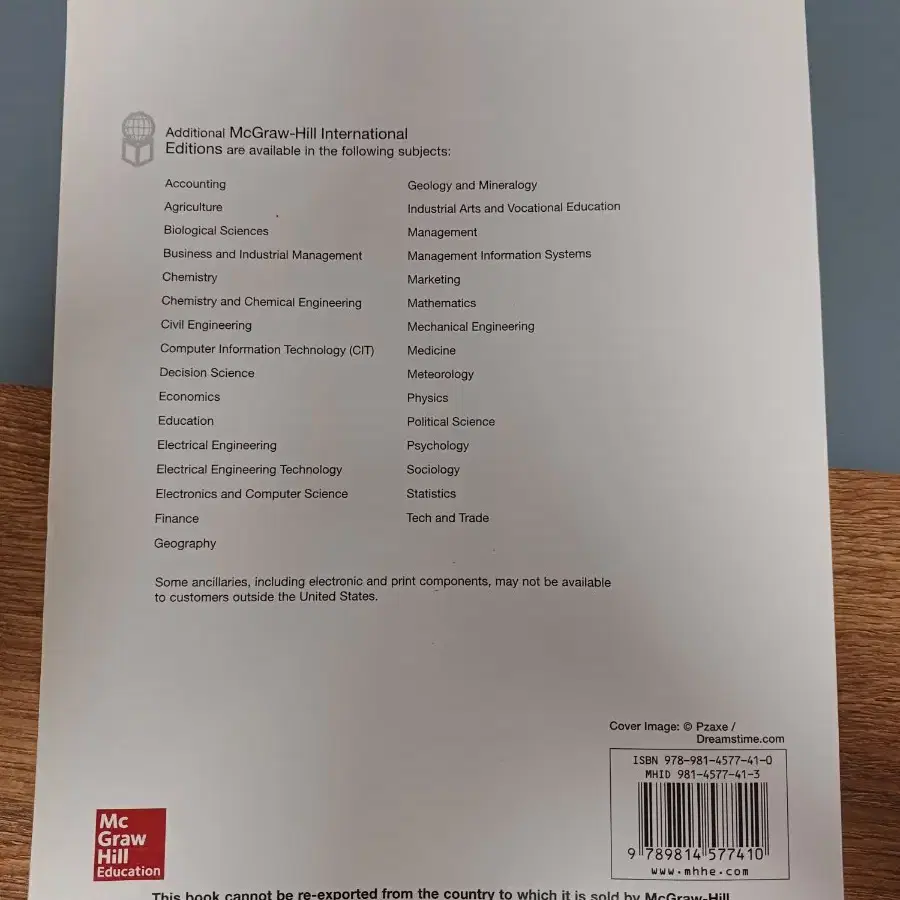 Additional McGraw-Hill International
Editions are available in the following subjects:
Accounting
Agriculture
Biological Sciences
Business and Industrial Management
Chemistry
Chemistry and Chemical Engineering
Civil Engineering
Computer Information Technology (CIT)
Decision Science
Economics
Education
Electrical Engineering
Electrical Engineering Technology
Electronics and Computer Science
Finance
Geography
Geology and Mineralogy
Industrial Arts and Vocational Education
Management
Management Information Systems
Marketing
Mathematics
Mechanical Engineering
Medicine
Meteorology
Physics
Political Science
Psychology
Sociology
Statistics
Tech and Trade
Some ancillaries, including electronic and print components, may not be available
to customers outside the United States.
Cover Image: © Pzaxe /
Dreamstime.com
ISBN 978-981-4577-41-0
MHID 981-4577-41-3
9 789814 577410
www.mhhe.com
Mc
Graw
Hill
Education
This book cannot be re-exported from the country to which it is sold by McGraw-Hill.